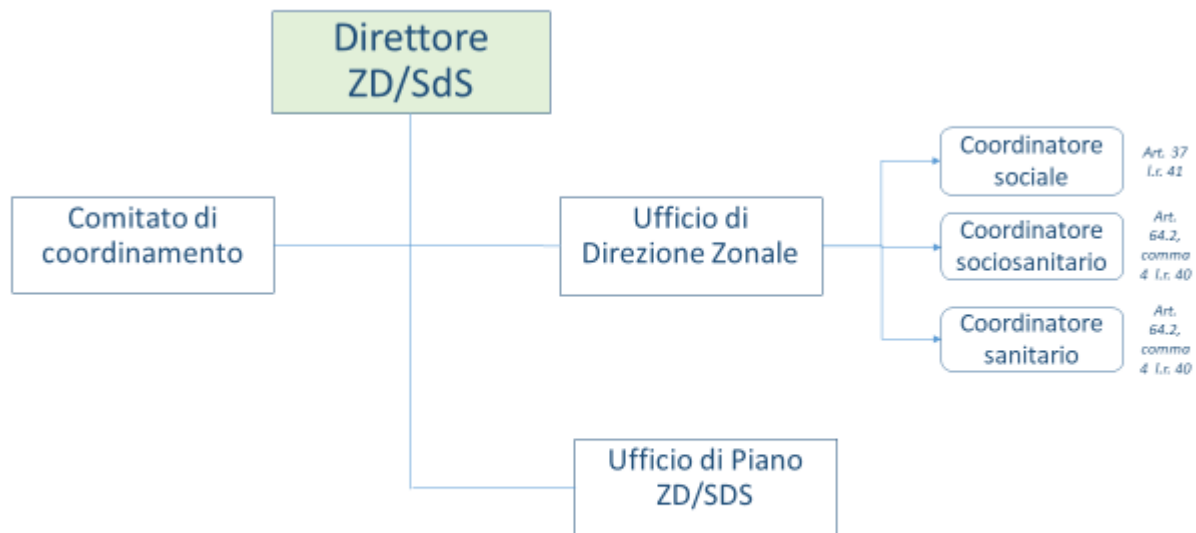 Direttore
ZD/SdS
Comitato di
coordinamento
Ufficio di
Direzione Zonale
Coordinatore
sociale
Art. 37
l.r. 41
Coordinatore
sociosanitario
Art.
64.2,
comma
4 l.r. 40
Coordinatore
sanitario
Art.
64.2,
comma
4 l.r. 40
Ufficio di Piano
ZD/SDS